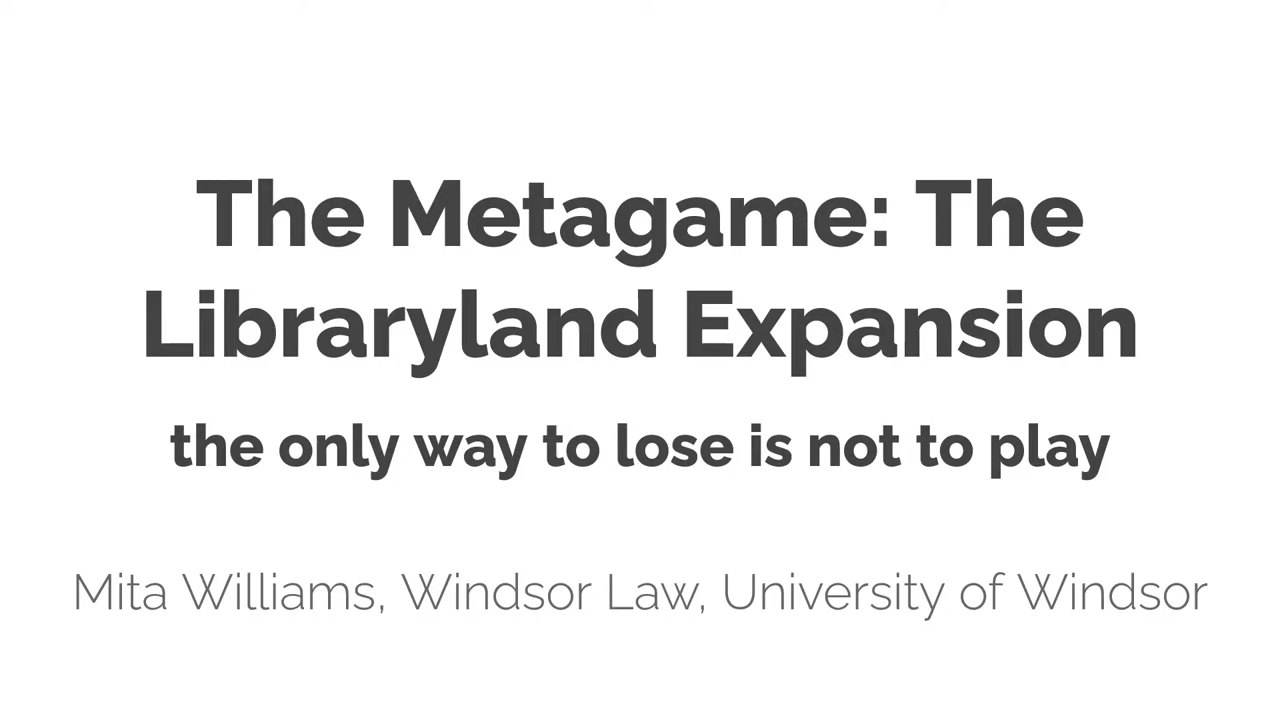 The Metagame: The
Libraryland Expansion
the only way to lose is not to play
Mita Williams, Windsor Law, University of Windsor